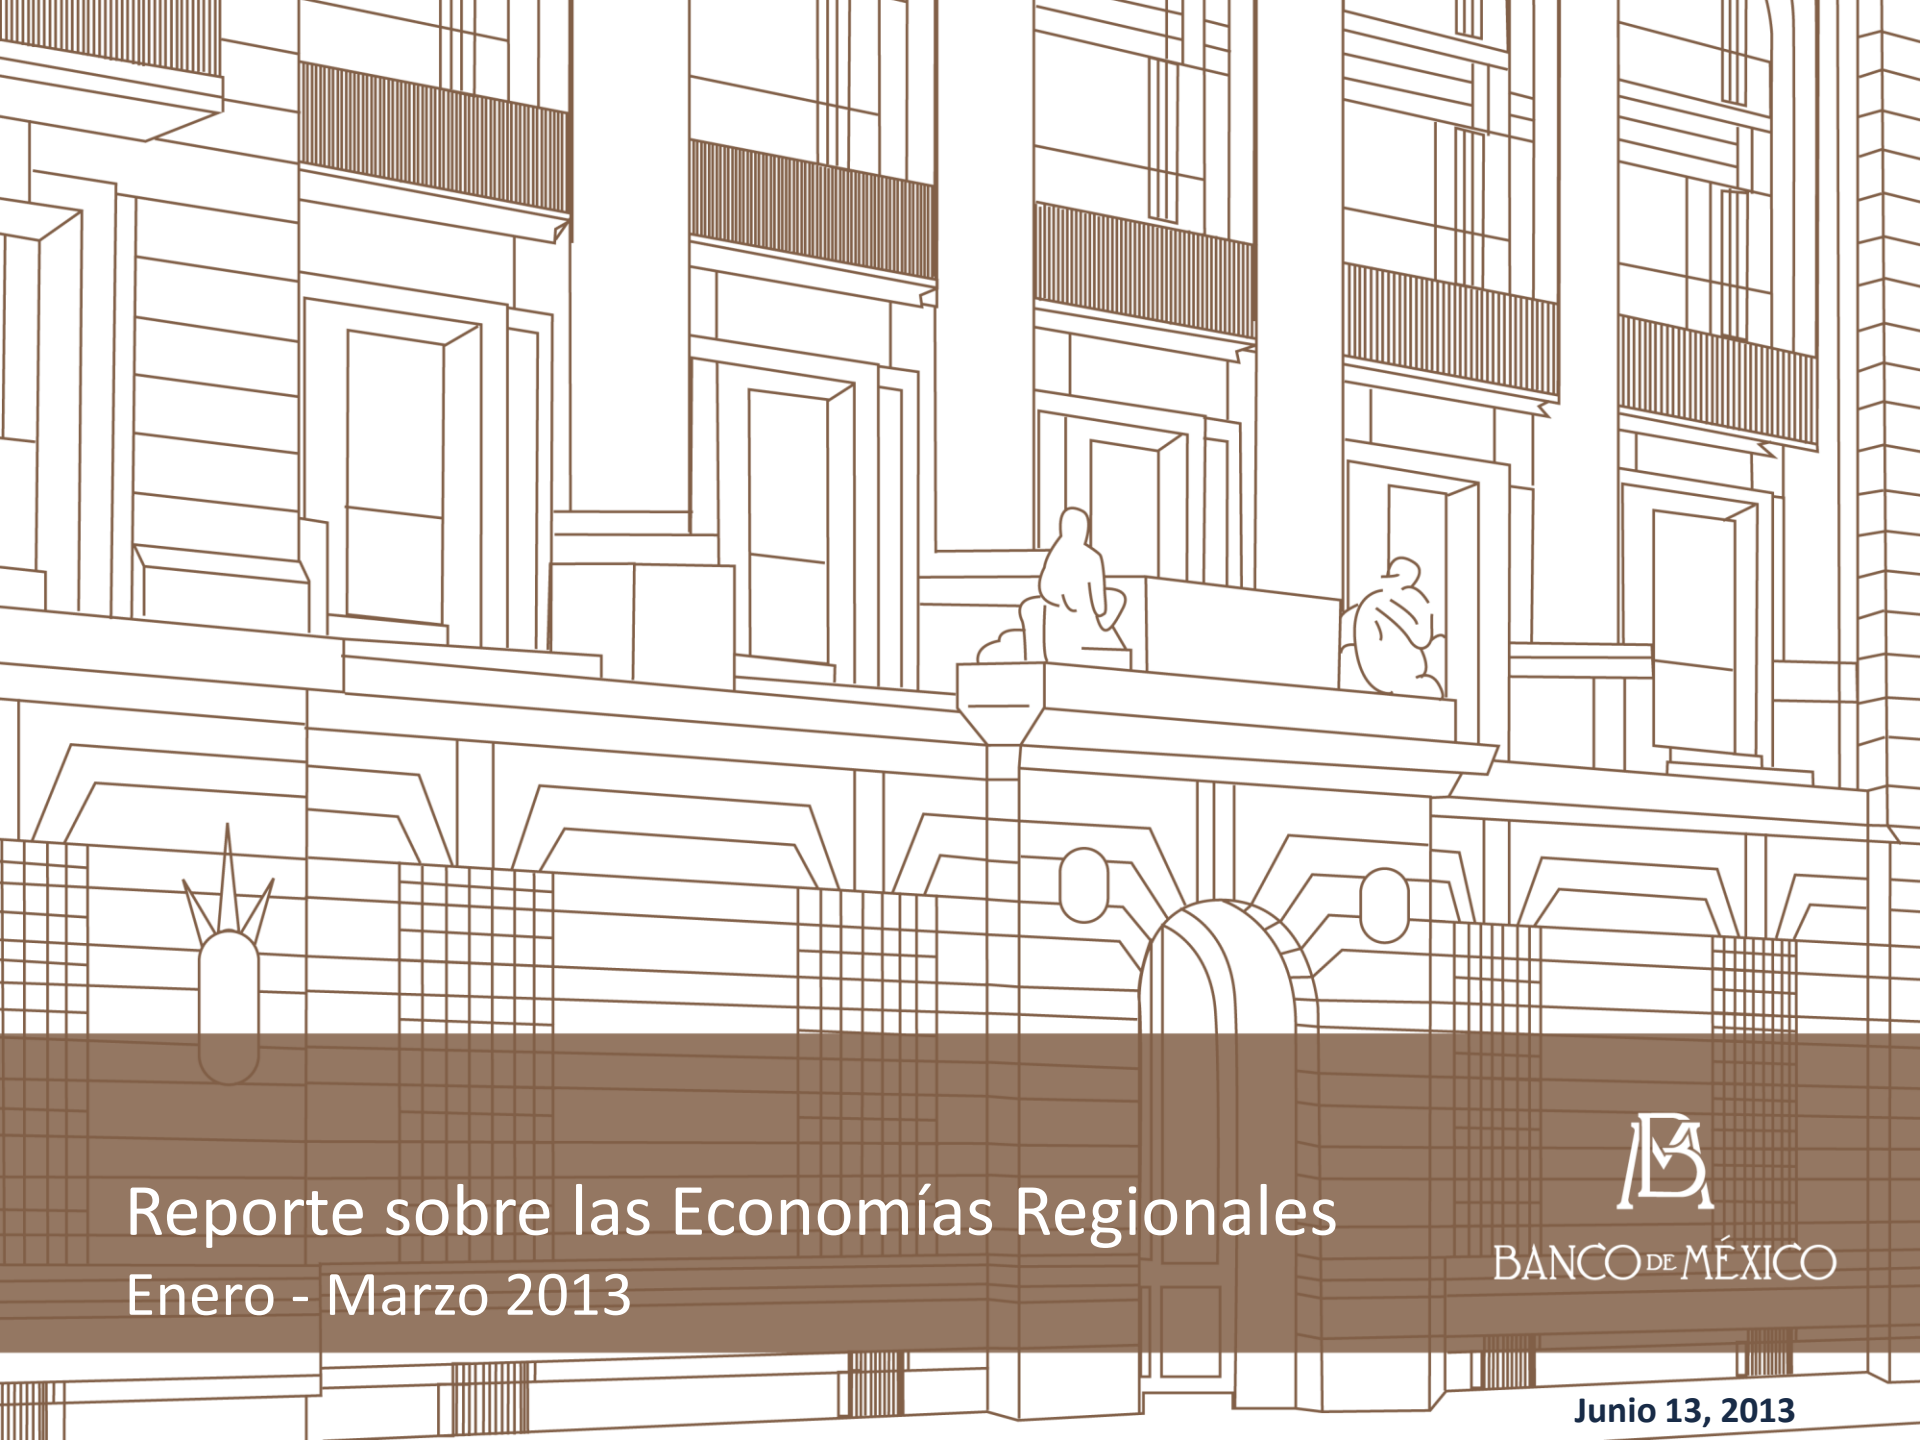 Reporte sobre las Economías Regionales
Enero - Marzo 2013
BANCO DE MÉXICO
Junio 13, 2013